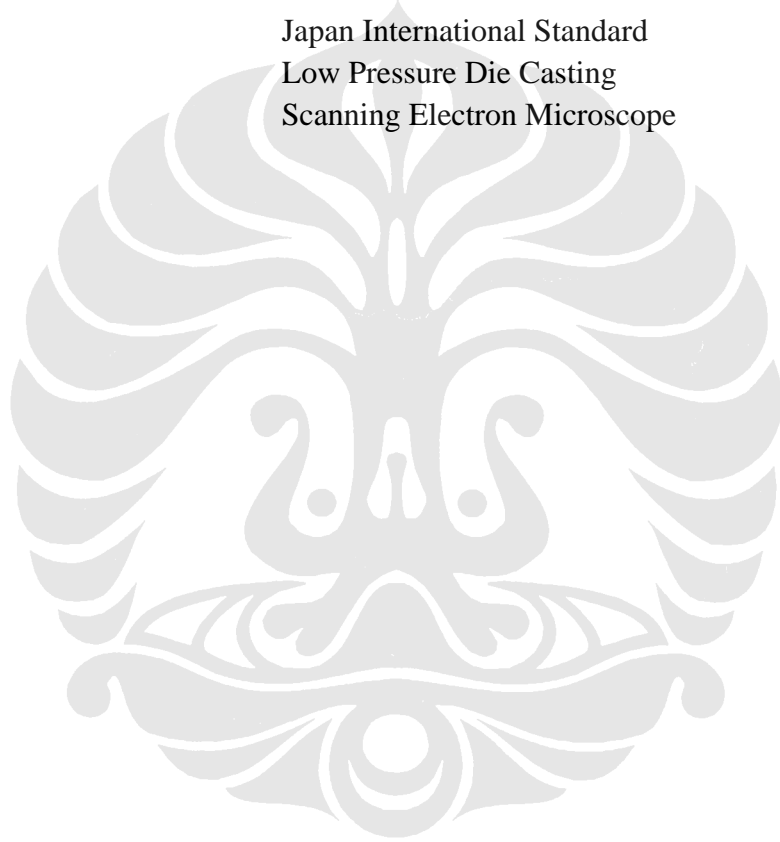 Japan International Standard
Low Pressure Die Casting
Scanning Electron Microscope